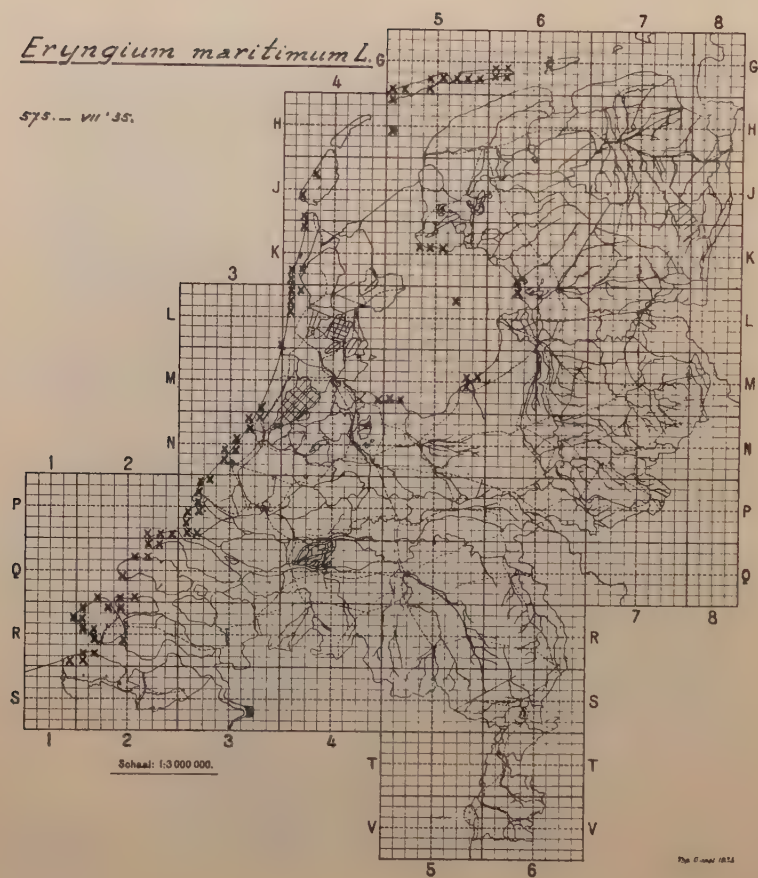 Eryngium maritimum L.
575.— VII '35.
5 6 7 8
G G
4
H H
J J
K K
3
L L
M M
1 2
N N
P P
Q Q
7 8
R R
S S
1 2 3 4
Schaal: 1:3 000 000.
T T
V V
5 6